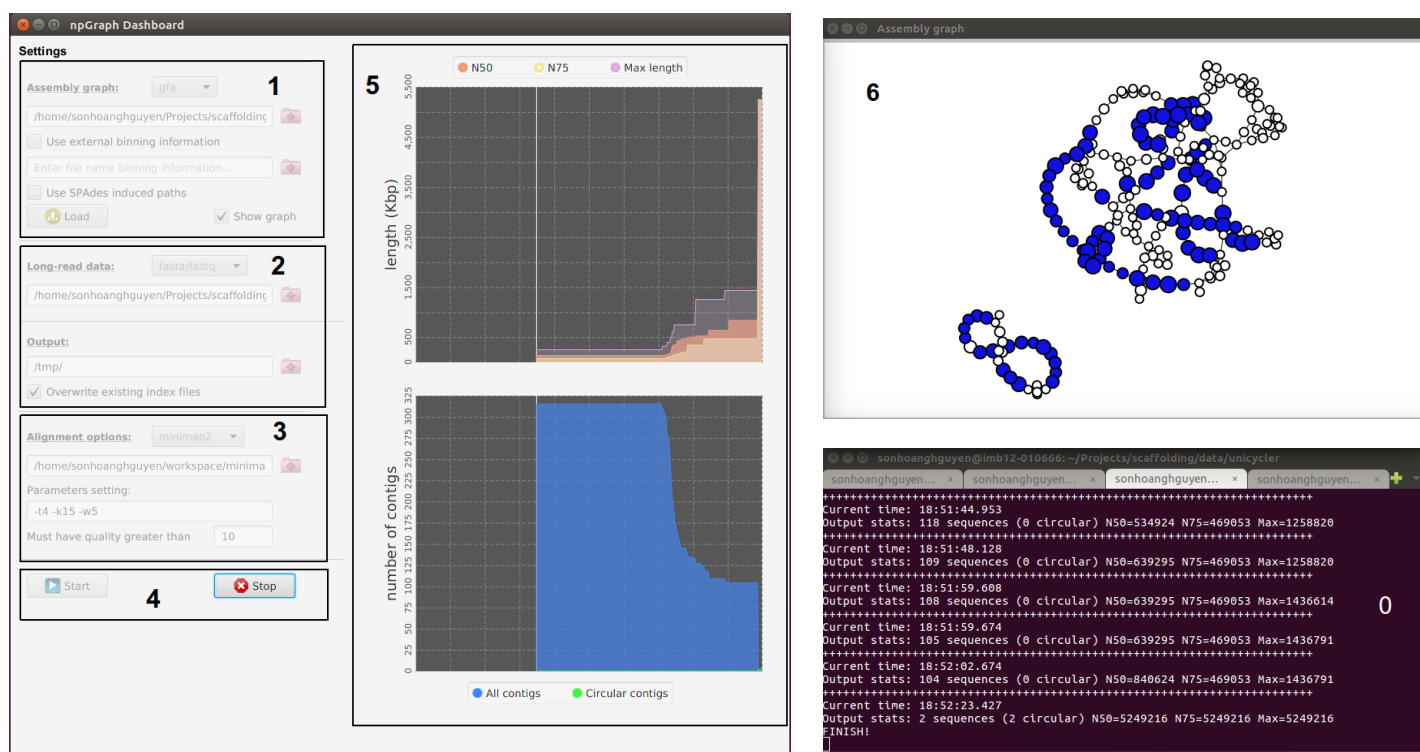 npGraph Dashboard
Settings
1
Assembly graph: gfa
/home/sonhoanghguyen/Projects/scaffolding
Use external binning information
Enter file name binning information...
Use SPAdes induced paths
Load
Show graph
2
Long-read data: fasta/fastq
/home/sonhoanghguyen/Projects/scaffolding
Output:
/tmp/
Overwrite existing index files
3
Alignment options: minimap2
/home/sonhoanghguyen/workspace/minima
Parameters setting:
-t4 -k15 -w5
Must have quality greater than 10
Start
Stop
4
5
N50 N75 Max length
length (Kbp)
5,500
4,500
3,500
2,500
1,500
500
0
number of contigs
325
300
275
250
225
200
175
150
125
100
75
50
25
0
All contigs Circular contigs
Assembly graph
6
sonhoanghguyen@imb12-010666: ~/Projects/scaffolding/data/unicycler
sonhoanghguyen... × sonhoanghguyen... × sonhoanghguyen... × sonhoanghguyen... ×
++++++++++++++++++++++++++++++++++++++++++++++++++++++++++++++++++++++
Current time: 18:51:44.953
Output stats: 118 sequences (0 circular) N50=534924 N75=469053 Max=1258820
++++++++++++++++++++++++++++++++++++++++++++++++++++++++++++++++++++++
Current time: 18:51:48.128
Output stats: 109 sequences (0 circular) N50=639295 N75=469053 Max=1258820
++++++++++++++++++++++++++++++++++++++++++++++++++++++++++++++++++++++
Current time: 18:51:59.608
Output stats: 108 sequences (0 circular) N50=639295 N75=469053 Max=1436614
0
++++++++++++++++++++++++++++++++++++++++++++++++++++++++++++++++++++++
Current time: 18:51:59.674
Output stats: 105 sequences (0 circular) N50=639295 N75=469053 Max=1436791
++++++++++++++++++++++++++++++++++++++++++++++++++++++++++++++++++++++
Current time: 18:52:02.674
Output stats: 104 sequences (0 circular) N50=840624 N75=469053 Max=1436791
++++++++++++++++++++++++++++++++++++++++++++++++++++++++++++++++++++++
Current time: 18:52:23.427
Output stats: 2 sequences (2 circular) N50=5249216 N75=5249216 Max=5249216
FINISH!